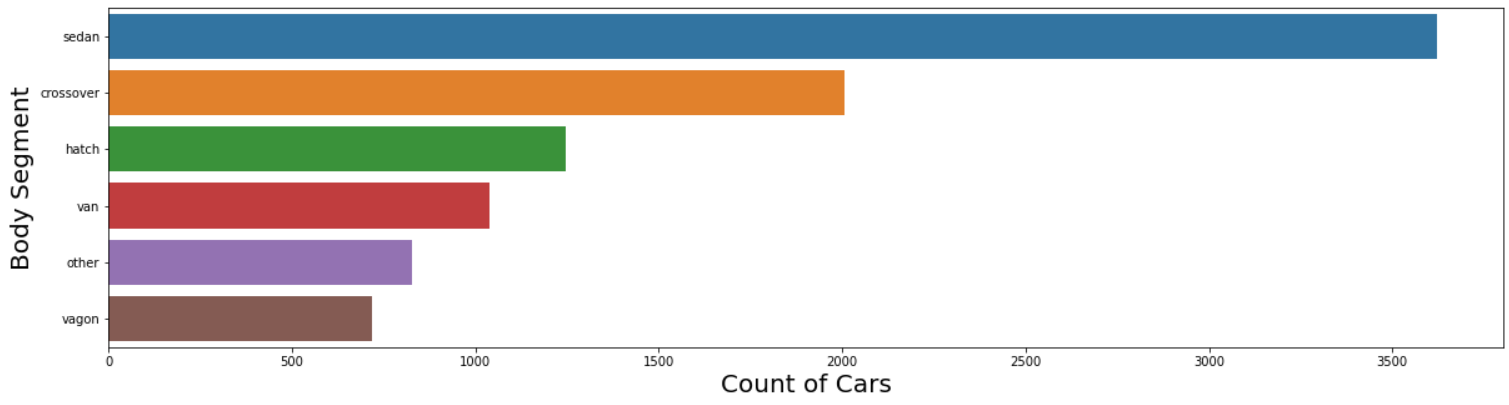 Body Segment
sedan
crossover
hatch
van
other
vagon
0 500 1000 1500 2000 2500 3000 3500
Count of Cars